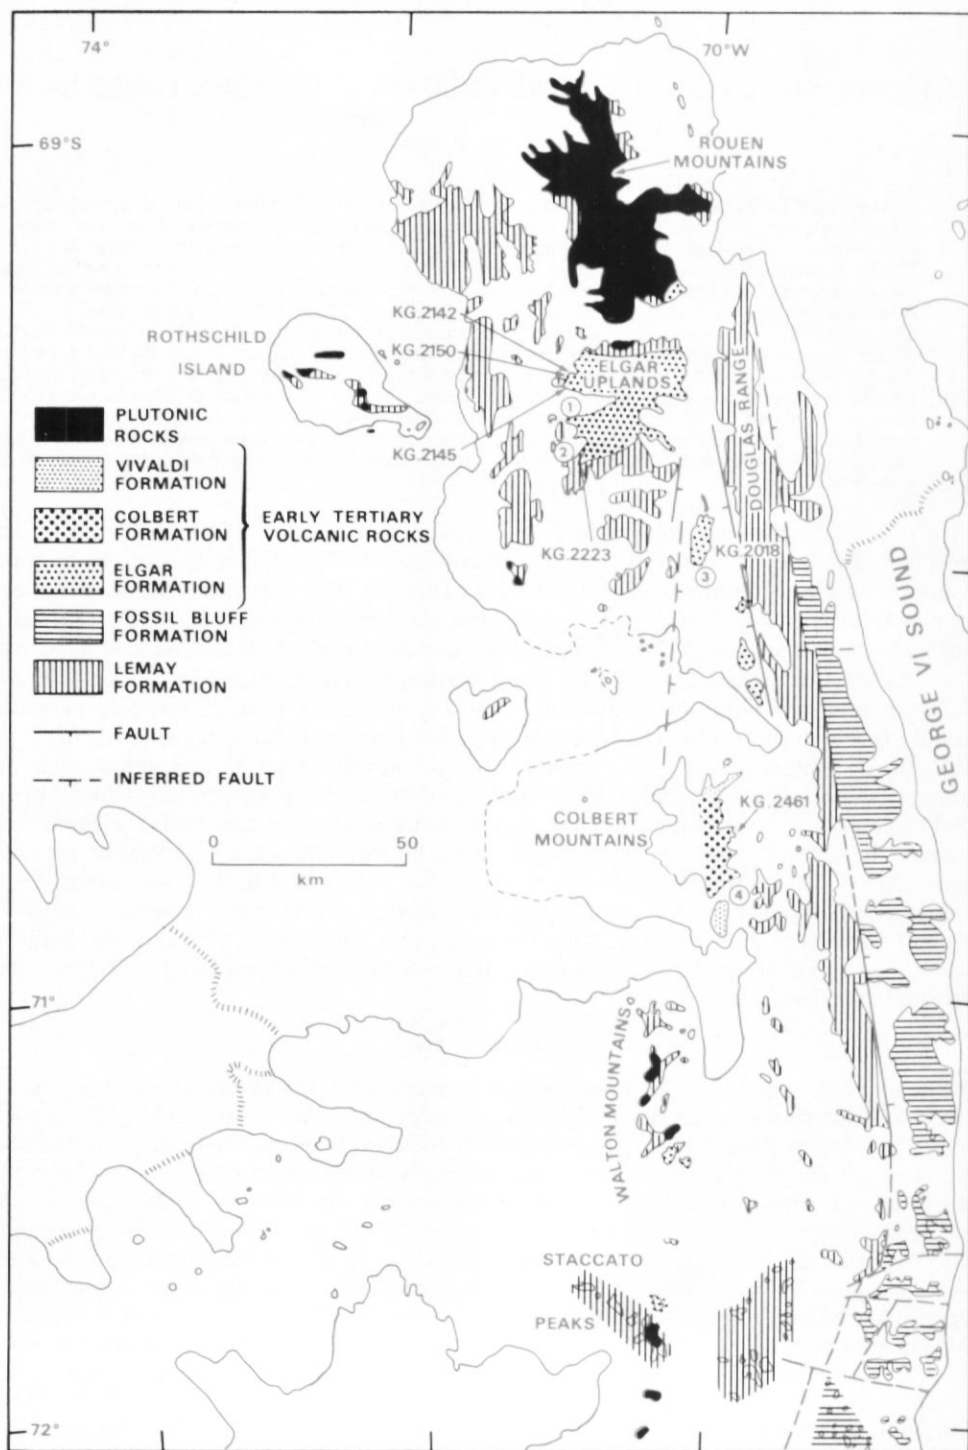 74°
70°W
69°S
ROUEN
MOUNTAINS
KG.2142
ROTHSCHILD
ISLAND
KG.2150
ELGAR
UPLANDS
DOUGLAS RANGE
1
2
KG.2145
KG.2223
KG.2018
3
PLUTONIC
ROCKS
VIVALDI
FORMATION
COLBERT
FORMATION
EARLY TERTIARY
VOLCANIC ROCKS
ELGAR
FORMATION
FOSSIL BLUFF
FORMATION
LEMAY
FORMATION
FAULT
INFERRED FAULT
GEORGE VI SOUND
0 50
km
COLBERT
MOUNTAINS
KG.2461
4
71°
WALTON MOUNTAINS
STACCATO
PEAKS
72°